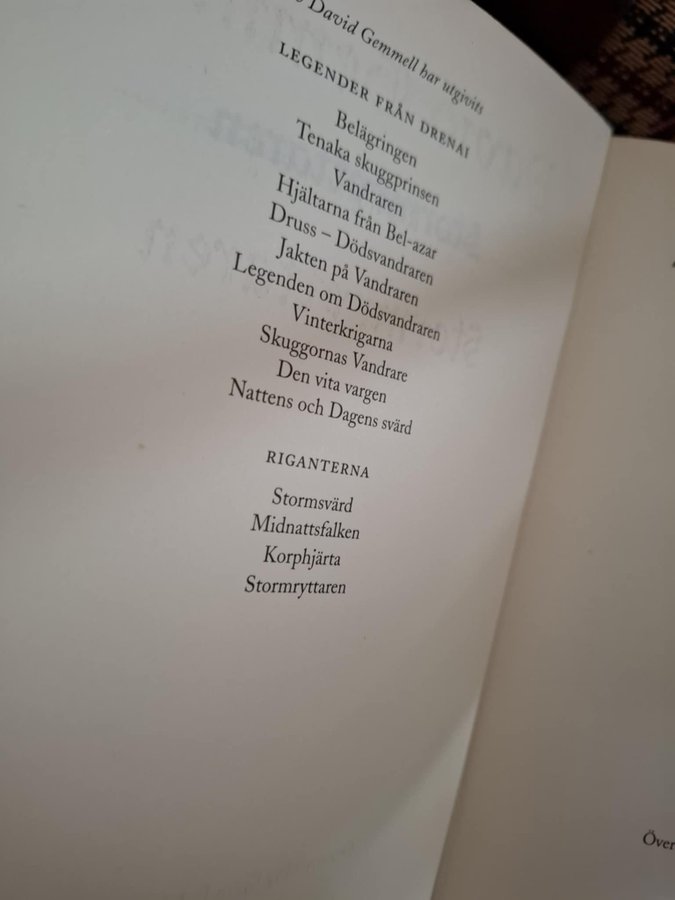 David Gemmell har utgivits
LEGENDER FRÅN DRENAI
Belägringen
Tenaka skuggprinsen
Vandraren
Hjältarna från Bel-azar
Druss – Dödsvandraren
Jakten på Vandraren
Legenden om Dödsvandraren
Vinterkrigarna
Skuggornas Vandrare
Den vita vargen
Nattens och Dagens svärd
RIGANTERNA
Stormsvärd
Midnattsfalken
Korphjärta
Stormryttaren
Över